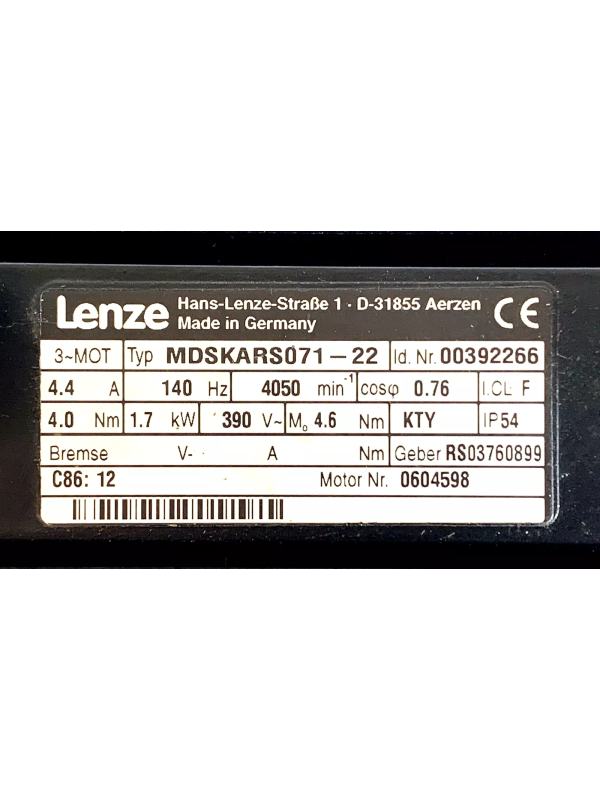 Lenze Hans-Lenze-Straße 1 · D-31855 Aerzen CE
Made in Germany
3~MOT Typ MDSKARS071-22 Id. Nr. 00392266
4.4 A 140 Hz 4050 min⁻¹ cosφ 0.76 I.CL F
4.0 Nm 1.7 kW 390 V~ M₀ 4.6 Nm KTY IP54
Bremse V- A Nm Geber RS03760899
C86: 12 Motor Nr. 0604598